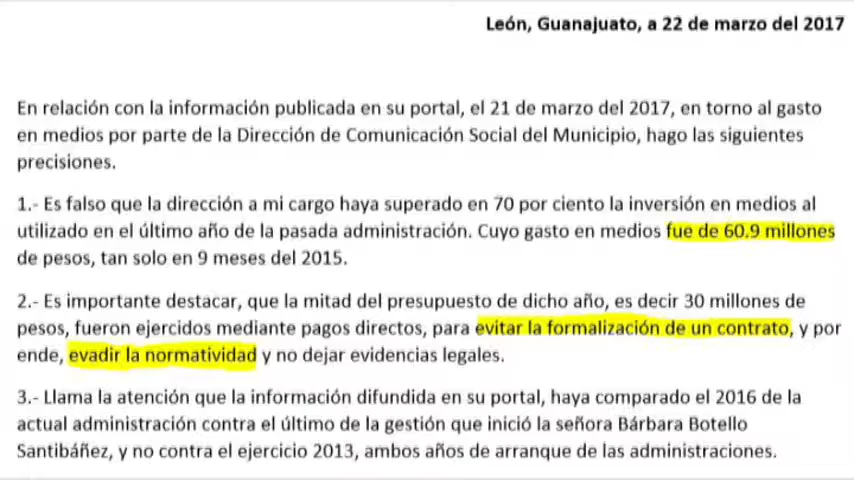 León, Guanajuato, a 22 de marzo del 2017
En relación con la información publicada en su portal, el 21 de marzo del 2017, en torno al gasto
en medios por parte de la Dirección de Comunicación Social del Municipio, hago las siguientes
precisiones.
1.- Es falso que la dirección a mi cargo haya superado en 70 por ciento la inversión en medios al
utilizado en el último año de la pasada administración. Cuyo gasto en medios fue de 60.9 millones
de pesos, tan solo en 9 meses del 2015.
2.- Es importante destacar, que la mitad del presupuesto de dicho año, es decir 30 millones de
pesos, fueron ejercidos mediante pagos directos, para evitar la formalización de un contrato, y por
ende, evadir la normatividad y no dejar evidencias legales.
3.- Llama la atención que la información difundida en su portal, haya comparado el 2016 de la
actual administración contra el último de la gestión que inició la señora Bárbara Botello
Santibáñez, y no contra el ejercicio 2013, ambos años de arranque de las administraciones.